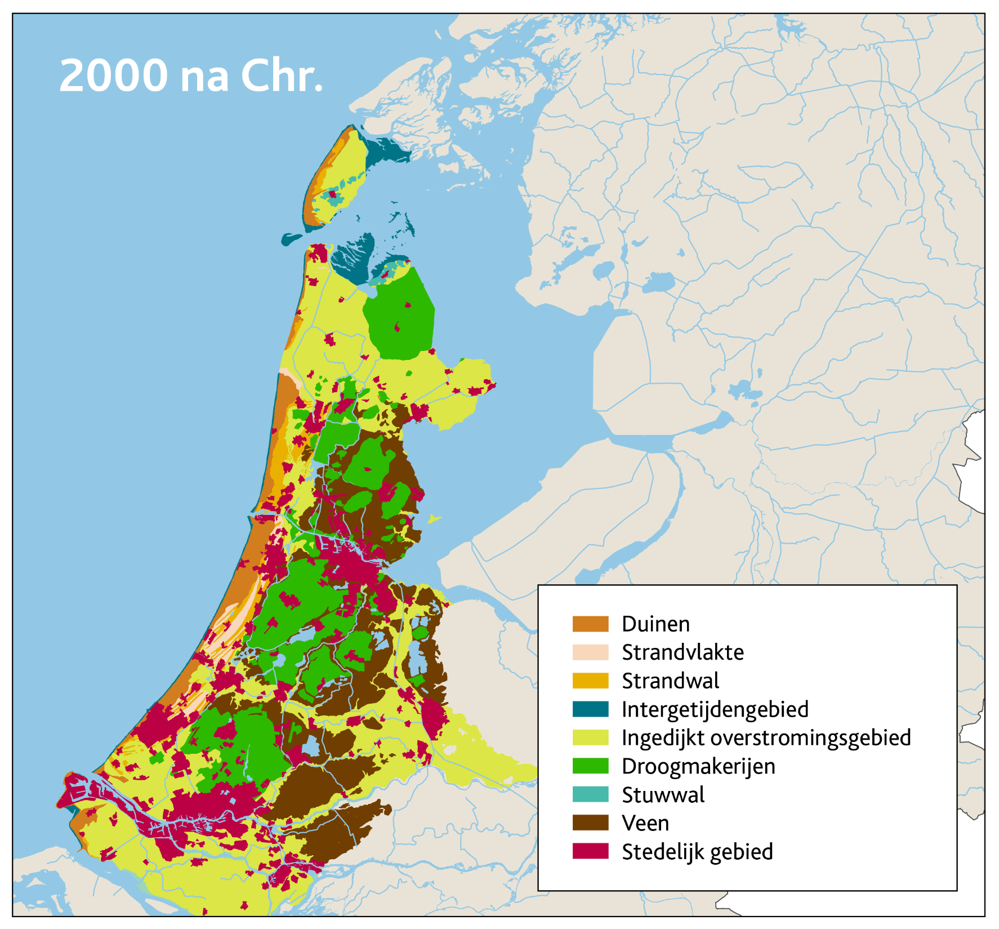 2000 na Chr.
Duinen
Strandvlakte
Strandwal
Intergetijdengebied
Ingedijkt overstromingsgebied
Droogmakerijen
Stuwwal
Veen
Stedelijk gebied